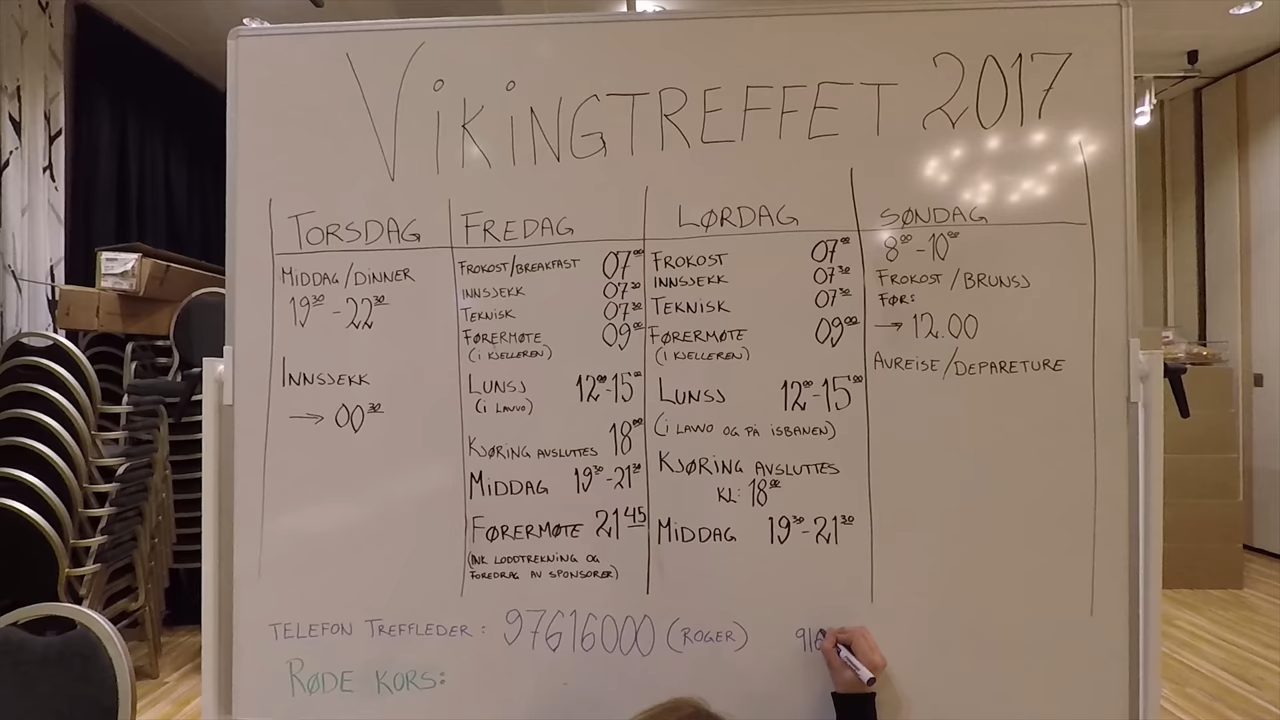 VIKINGTREFFET 2017
TORSDAG
MIDDAG/DINNER
19³⁰-22³⁰
INNSJEKK
→ 00³⁰
FREDAG
FROKOST/BREAKFAST 07⁰⁰
INNSJEKK 07³⁰
TEKNISK 07³⁰
FØRERMØTE 09⁰⁰
(I KJELLEREN)
LUNSJ 12⁰⁰-15⁰⁰
(I LAVVO)
KJØRING AVSLUTTES 18⁰⁰
MIDDAG 19³⁰-21³⁰
FØRERMØTE 21⁴⁵
(INK LODDTREKNING OG
FOREDRAG AV SPONSORER)
LØRDAG
FROKOST 07⁰⁰
INNSJEKK 07³⁰
TEKNISK 07³⁰
FØRERMØTE 09⁰⁰
(I KJELLEREN)
LUNSJ 12⁰⁰-15⁰⁰
(I LAVVO OG PÅ ISBANEN)
KJØRING AVSLUTTES
KL: 18⁰⁰
MIDDAG 19³⁰-21³⁰
SØNDAG
8⁰⁰-10⁰⁰
FROKOST/BRUNSJ
FØR:
→ 12.00
AVREISE/DEPARETURE
TELEFON TREFFLEDER: 97616000 (ROGER) 916
RØDE KORS: